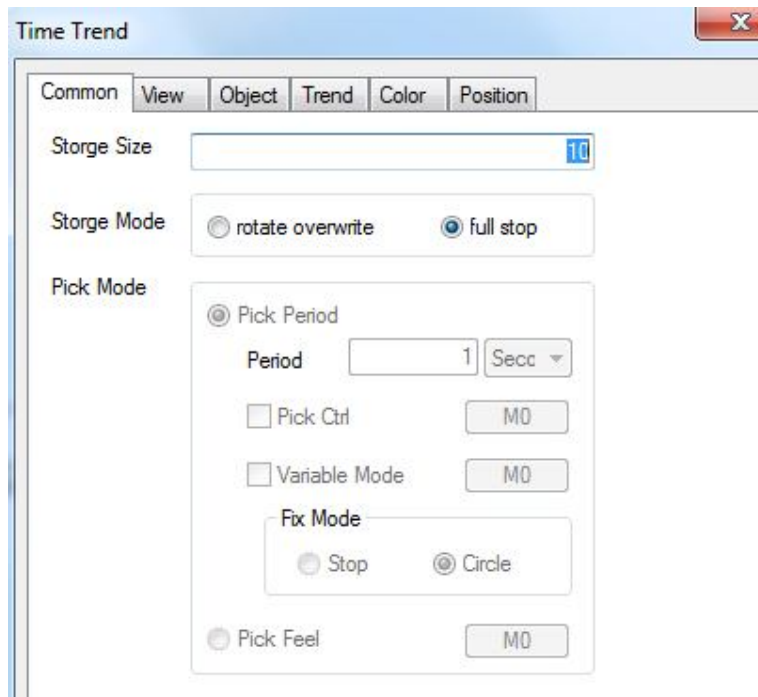 Time Trend
Common View Object Trend Color Position
Storge Size 10
Storge Mode rotate overwrite full stop
Pick Mode
Pick Period
Period 1 Secc
Pick Ctrl M0
Variable Mode M0
Fix Mode
Stop Circle
Pick Feel M0